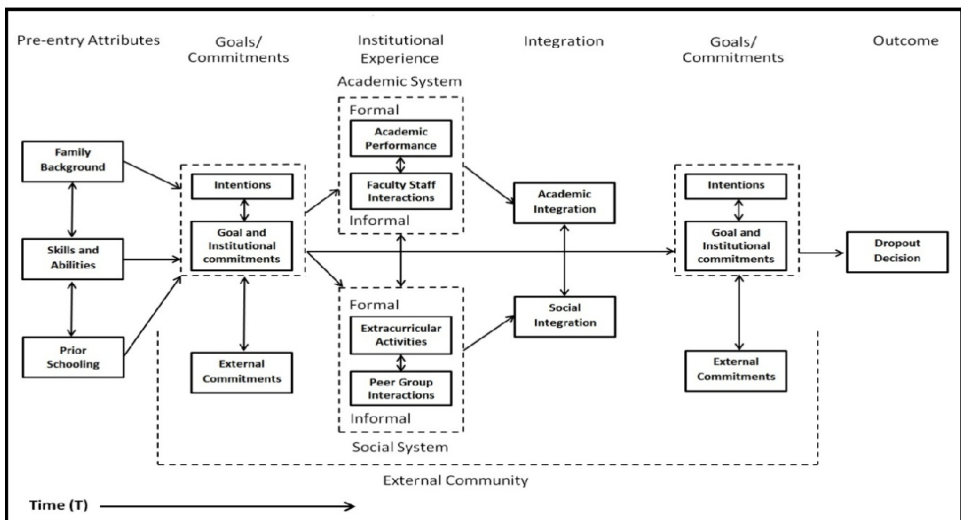 Pre-entry Attributes
Goals/
Commitments
Institutional
Experience
Academic System
Integration
Goals/
Commitments
Outcome
Family
Background
Skills and
Abilities
Prior
Schooling
Intentions
Goal and
Institutional
commitments
External
Commitments
Formal
Academic
Performance
Faculty Staff
Interactions
Informal
Formal
Extracurricular
Activities
Peer Group
Interactions
Informal
Social System
Academic
Integration
Social
Integration
Intentions
Goal and
Institutional
commitments
External
Commitments
Dropout
Decision
External Community
Time (T)